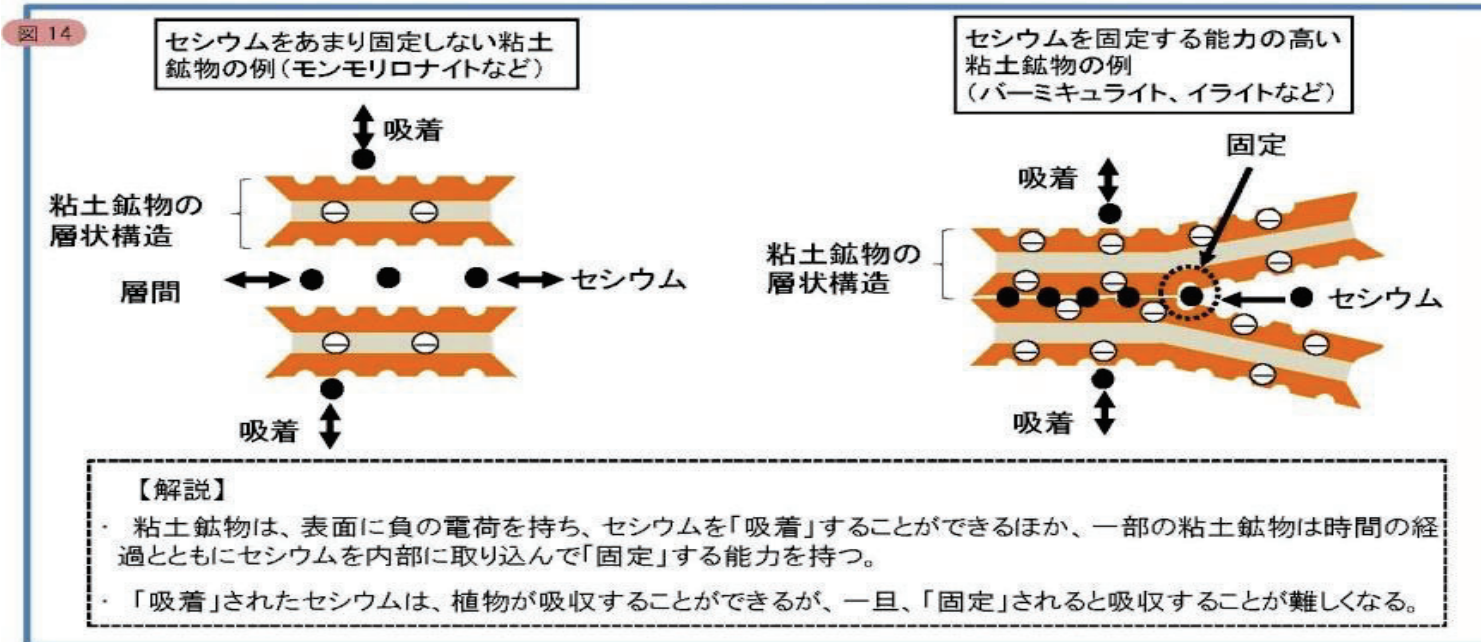 図 14
セシウムをあまり固定しない粘土
鉱物の例(モンモリロナイトなど)
吸着
粘土鉱物の
層状構造
層間
セシウム
吸着
セシウムを固定する能力の高い
粘土鉱物の例
(バーミキュライト、イライトなど)
固定
吸着
粘土鉱物の
層状構造
セシウム
吸着
【解説】
· 粘土鉱物は、表面に負の電荷を持ち、セシウムを「吸着」することができるほか、一部の粘土鉱物は時間の経
過とともにセシウムを内部に取り込んで「固定」する能力を持つ。
· 「吸着」されたセシウムは、植物が吸収することができるが、一旦、「固定」されると吸収することが難しくなる。